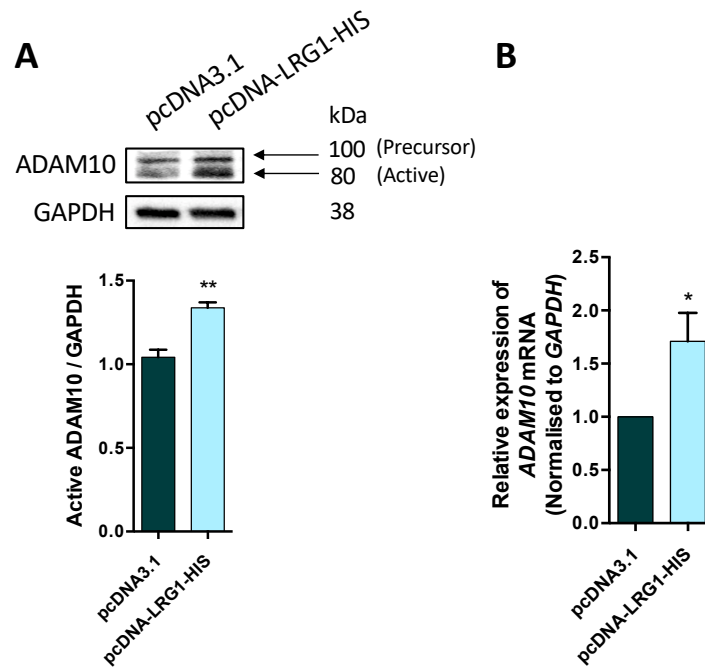 A
pcDNA3.1
pcDNA-LRG1-HIS
kDa
ADAM10
100 (Precursor)
80 (Active)
GAPDH
38
Active ADAM10 / GAPDH
1.5
1.0
0.5
0.0
**
pcDNA3.1
pcDNA-LRG1-HIS
B
Relative expression of
ADAM10 mRNA
(Normalised to GAPDH)
2.5
2.0
1.5
1.0
0.5
0.0
*
pcDNA3.1
pcDNA-LRG1-HIS